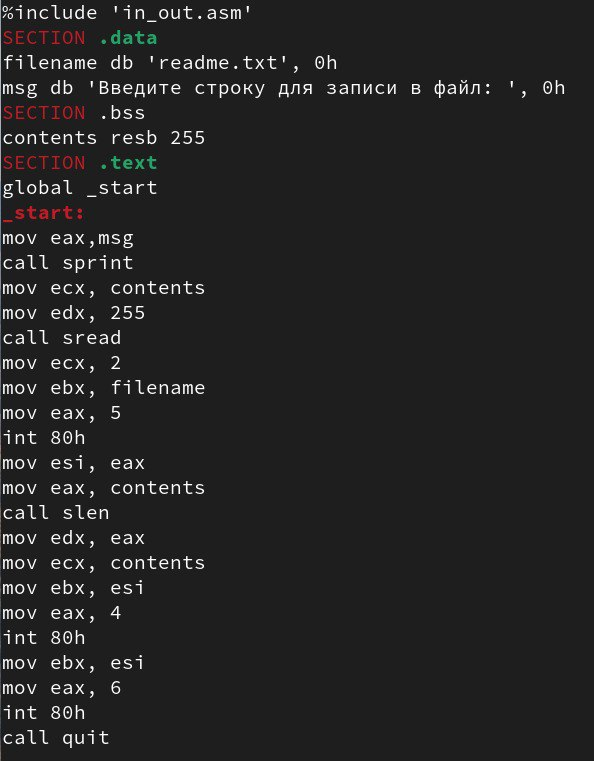 %include 'in_out.asm'
SECTION .data
filename db 'readme.txt', 0h
msg db 'Введите строку для записи в файл: ', 0h
SECTION .bss
contents resb 255
SECTION .text
global _start
_start:
mov eax,msg
call sprint
mov ecx, contents
mov edx, 255
call sread
mov ecx, 2
mov ebx, filename
mov eax, 5
int 80h
mov esi, eax
mov eax, contents
call slen
mov edx, eax
mov ecx, contents
mov ebx, esi
mov eax, 4
int 80h
mov ebx, esi
mov eax, 6
int 80h
call quit